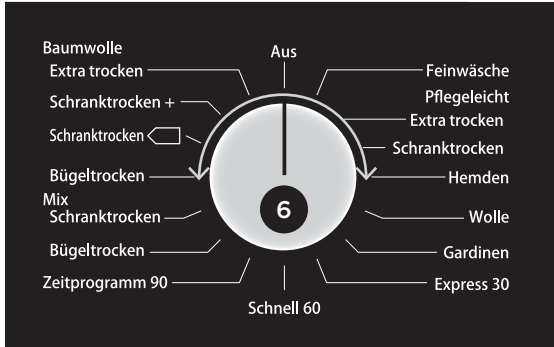 Aus
Baumwolle
Extra trocken
Schranktrocken +
Schranktrocken
Bügeltrocken
Mix
Schranktrocken
Bügeltrocken
Zeitprogramm 90
Schnell 60
Feinwäsche
Pflegeleicht
Extra trocken
Schranktrocken
Hemden
Wolle
Gardinen
Express 30
6